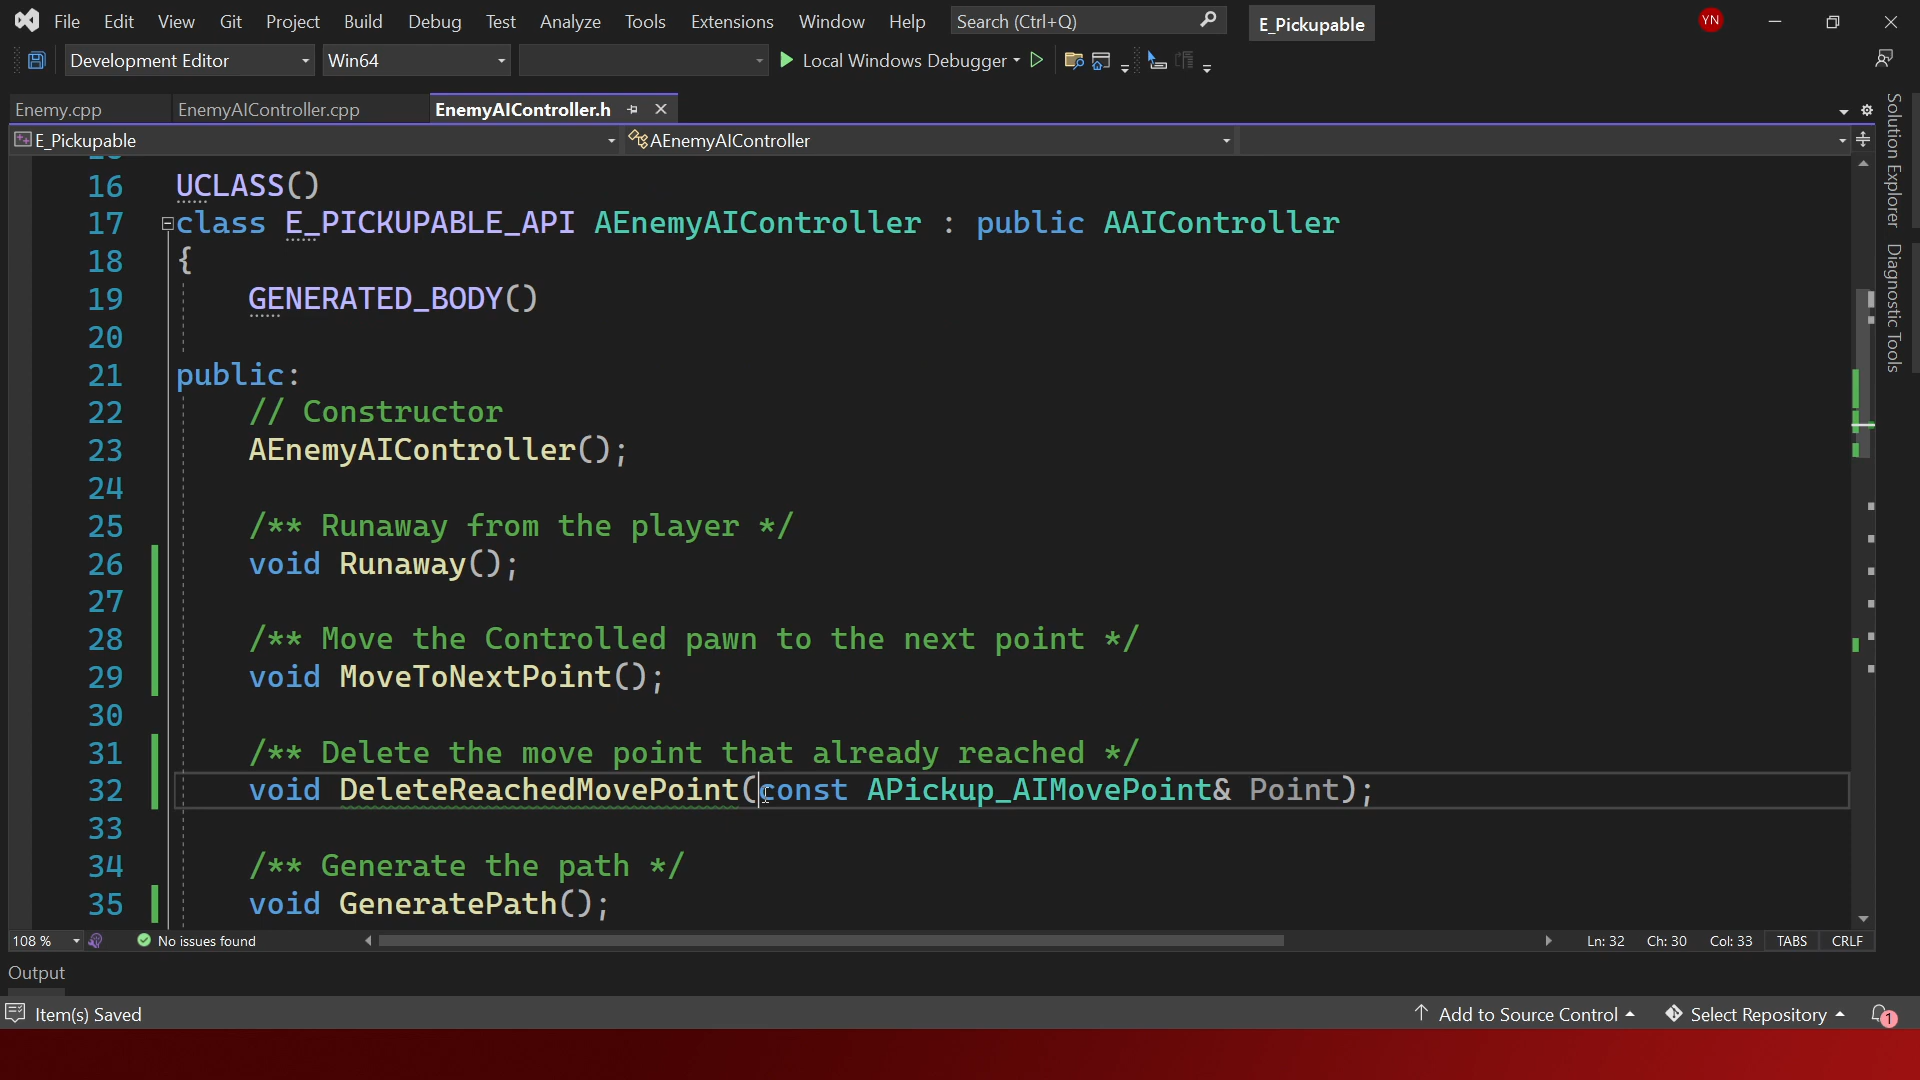 File Edit View Git Project Build Debug Test Analyze Tools Extensions Window Help Search (Ctrl+Q) E_Pickupable YN
Development Editor Win64 Local Windows Debugger
Enemy.cpp EnemyAIController.cpp EnemyAIController.h
E_Pickupable AEnemyAIController
16 UCLASS()
17 class E_PICKUPABLE_API AEnemyAIController : public AAIController
18 {
19 GENERATED_BODY()
20
21 public:
22 // Constructor
23 AEnemyAIController();
24
25 /** Runaway from the player */
26 void Runaway();
27
28 /** Move the Controlled pawn to the next point */
29 void MoveToNextPoint();
30
31 /** Delete the move point that already reached */
32 void DeleteReachedMovePoint(const APickup_AIMovePoint& Point);
33
34 /** Generate the path */
35 void GeneratePath();
Solution Explorer
Diagnostic Tools
108 % No issues found Ln: 32 Ch: 30 Col: 33 TABS CRLF
Output
Item(s) Saved Add to Source Control Select Repository 1